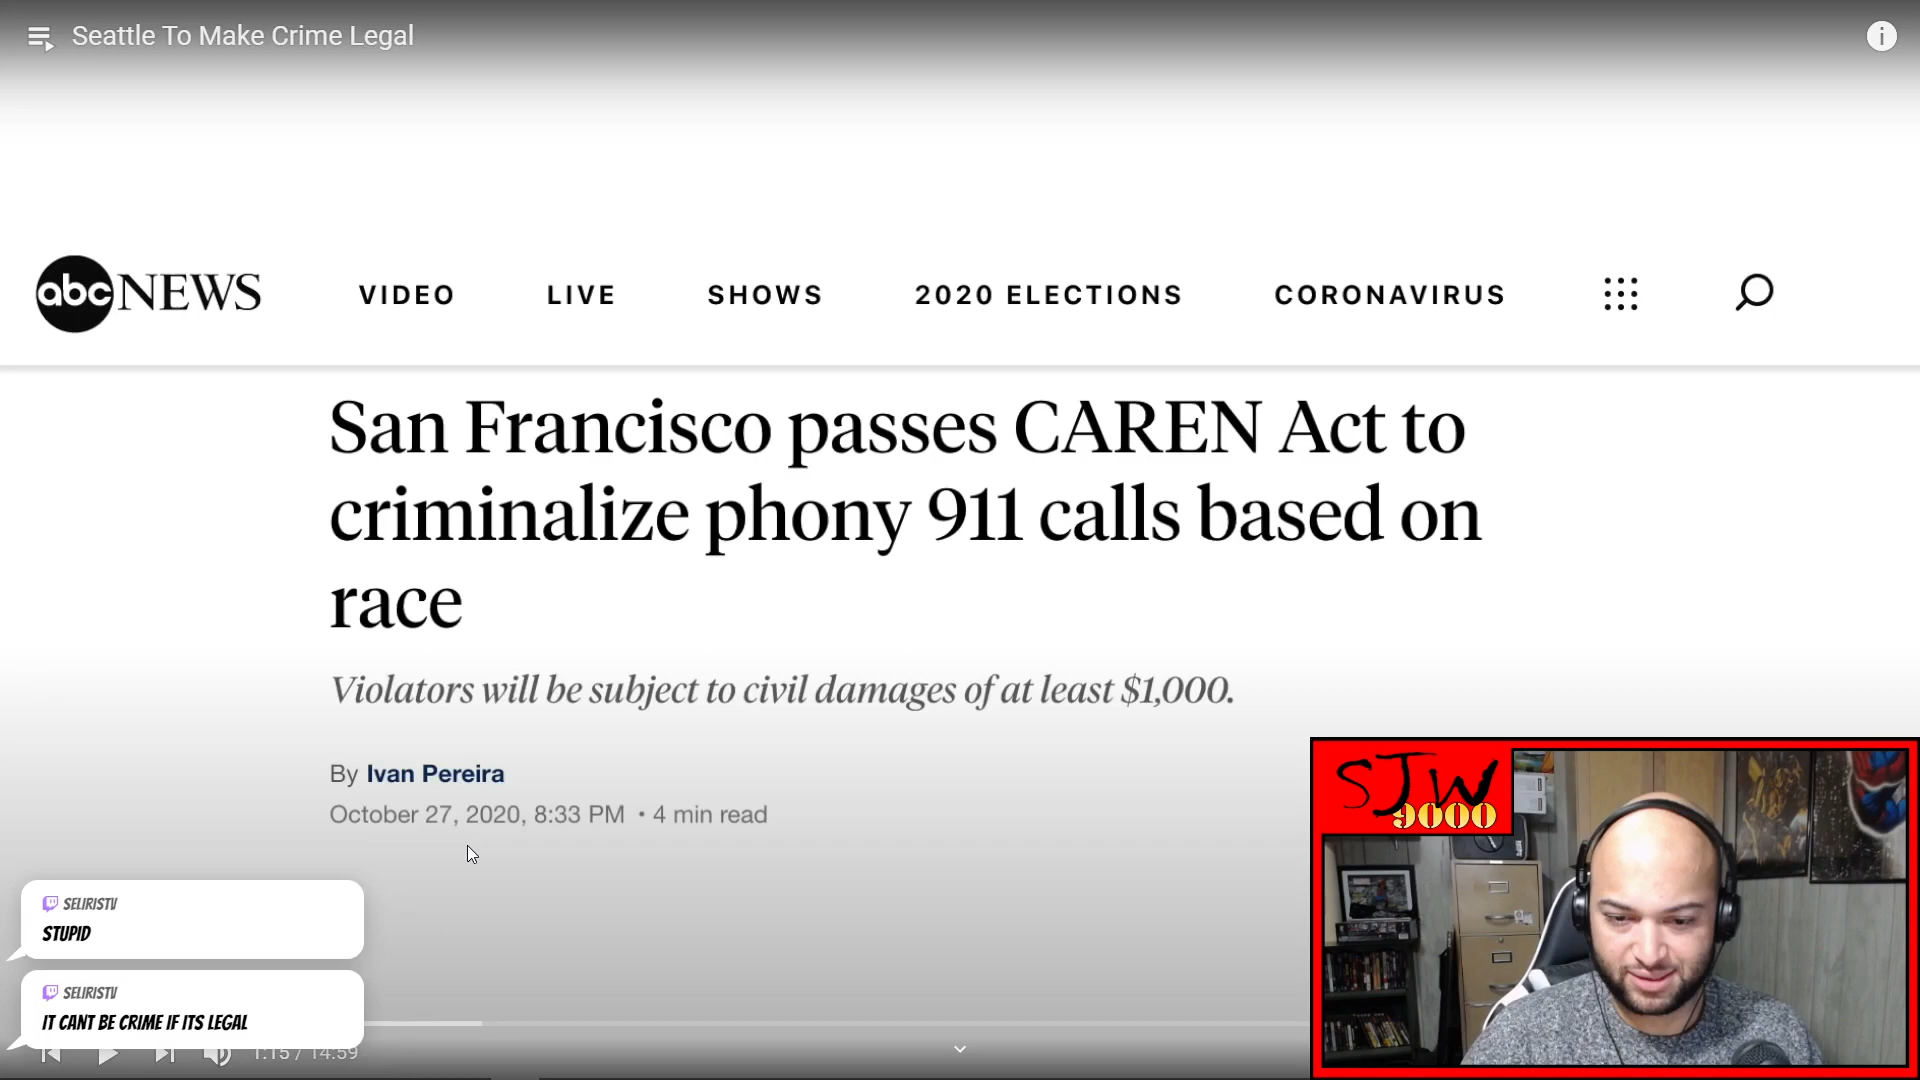 Seattle To Make Crime Legal
abc NEWS
VIDEO
LIVE
SHOWS
2020 ELECTIONS
CORONAVIRUS
San Francisco passes CAREN Act to
criminalize phony 911 calls based on
race
Violators will be subject to civil damages of at least $1,000.
By Ivan Pereira
October 27, 2020, 8:33 PM • 4 min read
SJW
9000
SELIRISTV
STUPID
SELIRISTV
IT CANT BE CRIME IF ITS LEGAL
1:15 / 14:59